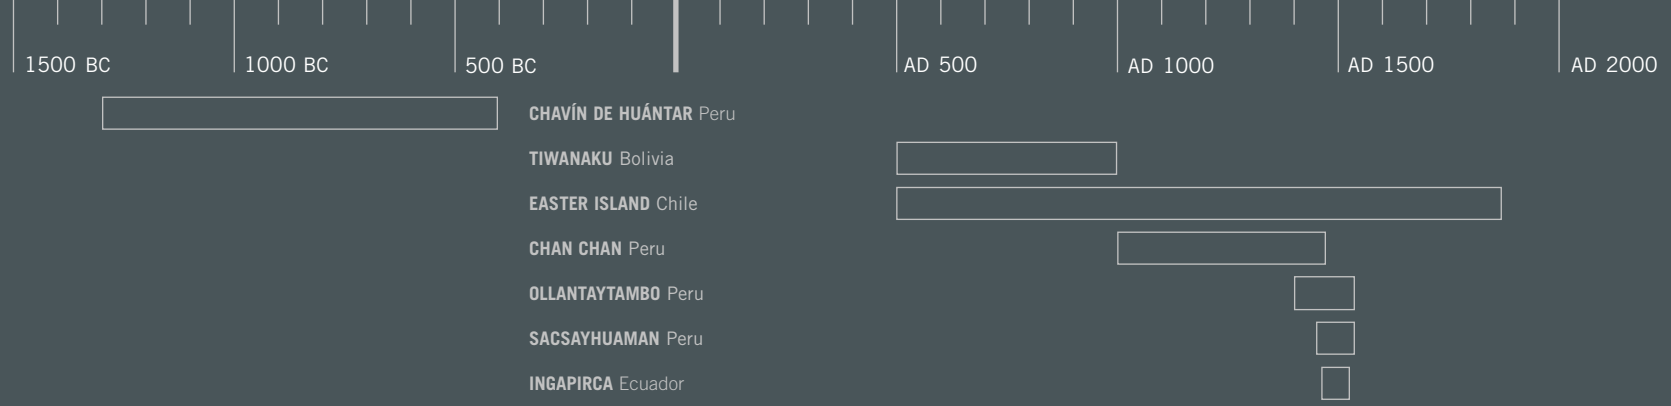 1500 BC 1000 BC 500 BC AD 500 AD 1000 AD 1500 AD 2000
CHAVÍN DE HUÁNTAR Peru
TIWANAKU Bolivia
EASTER ISLAND Chile
CHAN CHAN Peru
OLLANTAYTAMBO Peru
SACSAYHUAMAN Peru
INGAPIRCA Ecuador